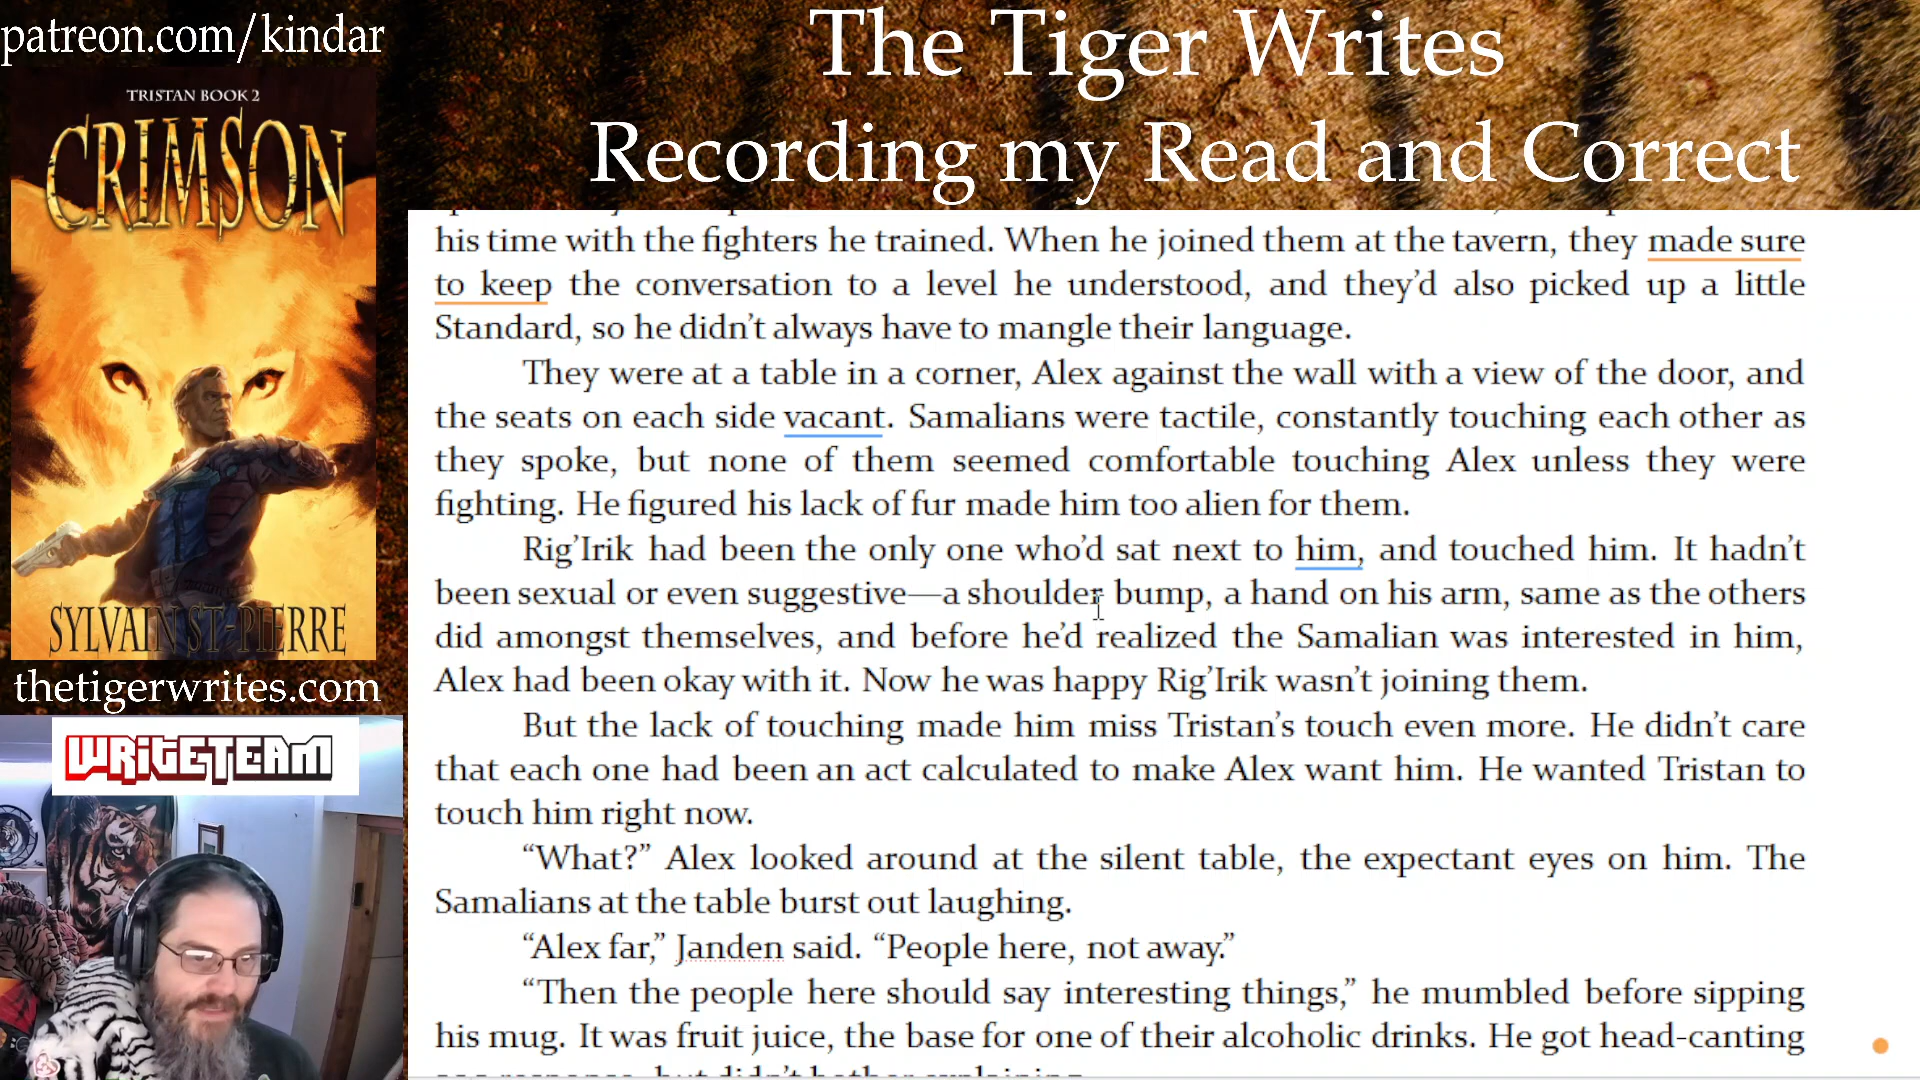 patreon.com/kindar
The Tiger Writes
Recording my Read and Correct
TRISTAN BOOK 2
CRIMSON
SYLVAIN ST-PIERRE
thetigerwrites.com
WRITETEAM
his time with the fighters he trained. When he joined them at the tavern, they made sure
to keep the conversation to a level he understood, and they’d also picked up a little
Standard, so he didn’t always have to mangle their language.
They were at a table in a corner, Alex against the wall with a view of the door, and
the seats on each side vacant. Samalians were tactile, constantly touching each other as
they spoke, but none of them seemed comfortable touching Alex unless they were
fighting. He figured his lack of fur made him too alien for them.
Rig’Irik had been the only one who’d sat next to him, and touched him. It hadn’t
been sexual or even suggestive—a shoulder bump, a hand on his arm, same as the others
did amongst themselves, and before he’d realized the Samalian was interested in him,
Alex had been okay with it. Now he was happy Rig’Irik wasn’t joining them.
But the lack of touching made him miss Tristan’s touch even more. He didn’t care
that each one had been an act calculated to make Alex want him. He wanted Tristan to
touch him right now.
“What?” Alex looked around at the silent table, the expectant eyes on him. The
Samalians at the table burst out laughing.
“Alex far,” Janden said. “People here, not away.”
“Then the people here should say interesting things,” he mumbled before sipping
his mug. It was fruit juice, the base for one of their alcoholic drinks. He got head-canting